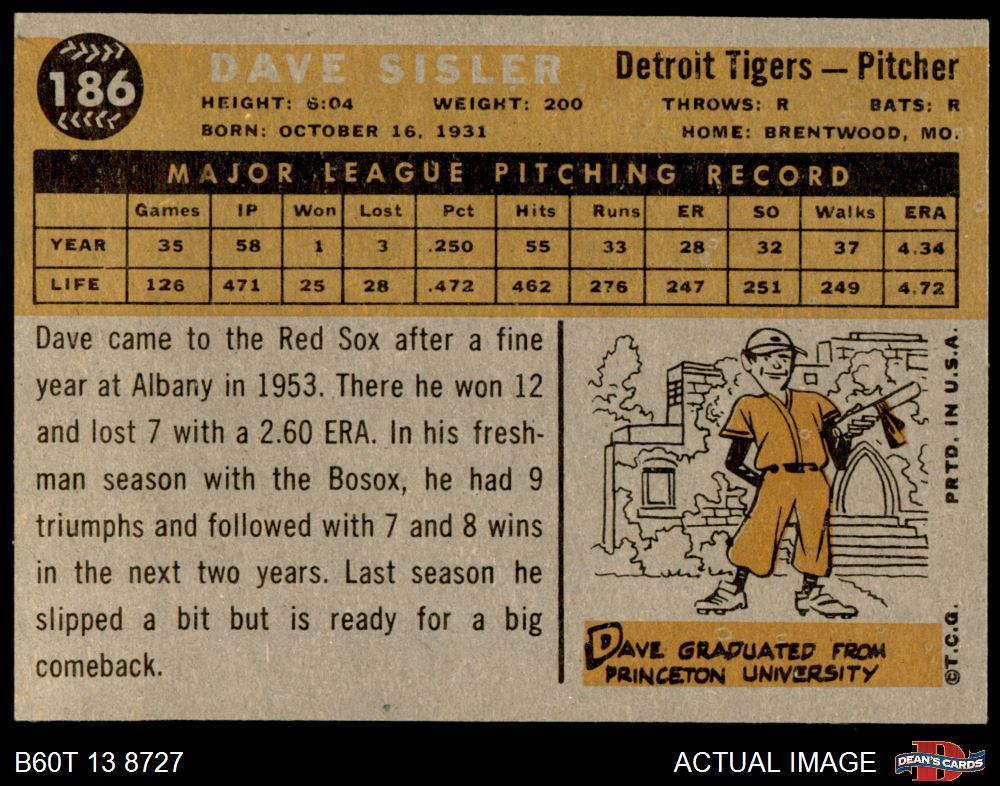 186
DAVE SISLER
Detroit Tigers — Pitcher
HEIGHT: 6:04 WEIGHT: 200 THROWS: R BATS: R
BORN: OCTOBER 16, 1931 HOME: BRENTWOOD, MO.
MAJOR LEAGUE PITCHING RECORD
Games IP Won Lost Pct Hits Runs ER SO Walks ERA
YEAR 35 58 1 3 .250 55 33 28 32 37 4.34
LIFE 126 471 25 28 .472 462 276 247 251 249 4.72
Dave came to the Red Sox after a fine
year at Albany in 1953. There he won 12
and lost 7 with a 2.60 ERA. In his fresh-
man season with the Bosox, he had 9
triumphs and followed with 7 and 8 wins
in the next two years. Last season he
slipped a bit but is ready for a big
comeback.
DAVE GRADUATED FROM
PRINCETON UNIVERSITY
©T.C.G. PRTD. IN U.S.A.
B60T 13 8727
ACTUAL IMAGE
D
DEAN'S CARDS